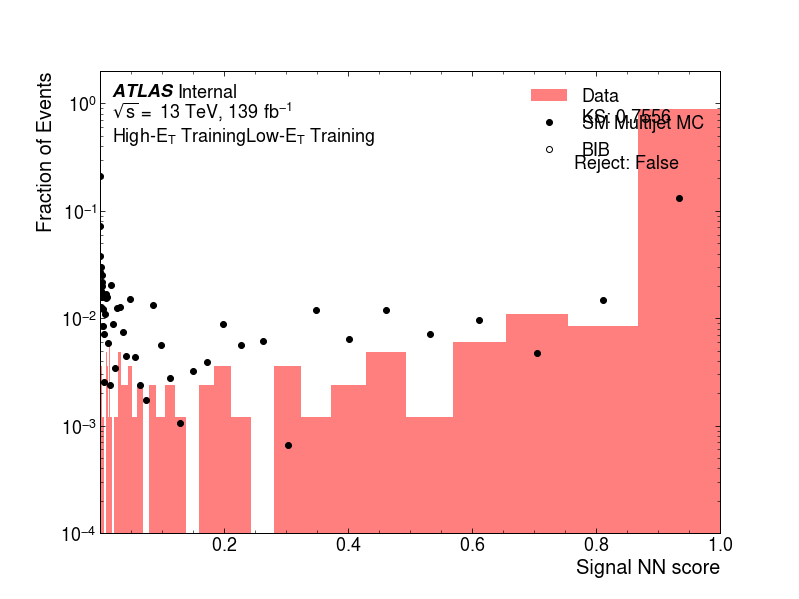 ATLAS Internal
√s = 13 TeV, 139 fb⁻¹
High-E_T TrainingLow-E_T Training
Data
KS: 0.7556
SM Multijet MC
BIB
Reject: False
Fraction of Events
10⁰
10⁻¹
10⁻²
10⁻³
10⁻⁴
0.2 0.4 0.6 0.8 1.0
Signal NN score